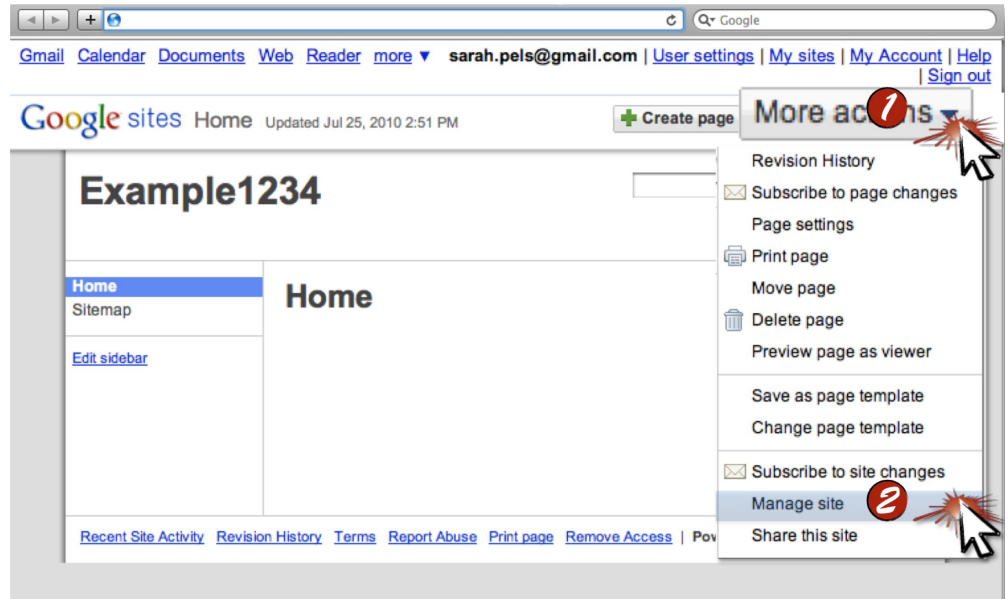 Google
Gmail Calendar Documents Web Reader more ▼ sarah.pels@gmail.com | User settings | My sites | My Account | Help
| Sign out
Google sites Home Updated Jul 25, 2010 2:51 PM Create page More 1
Example1234
Revision History
Subscribe to page changes
Page settings
Print page
Move page
Delete page
Preview page as viewer
Save as page template
Change page template
Subscribe to site changes
Manage site 2
Share this site
Home
Sitemap
Edit sidebar
Home
Recent Site Activity Revision History Terms Report Abuse Print page Remove Access |